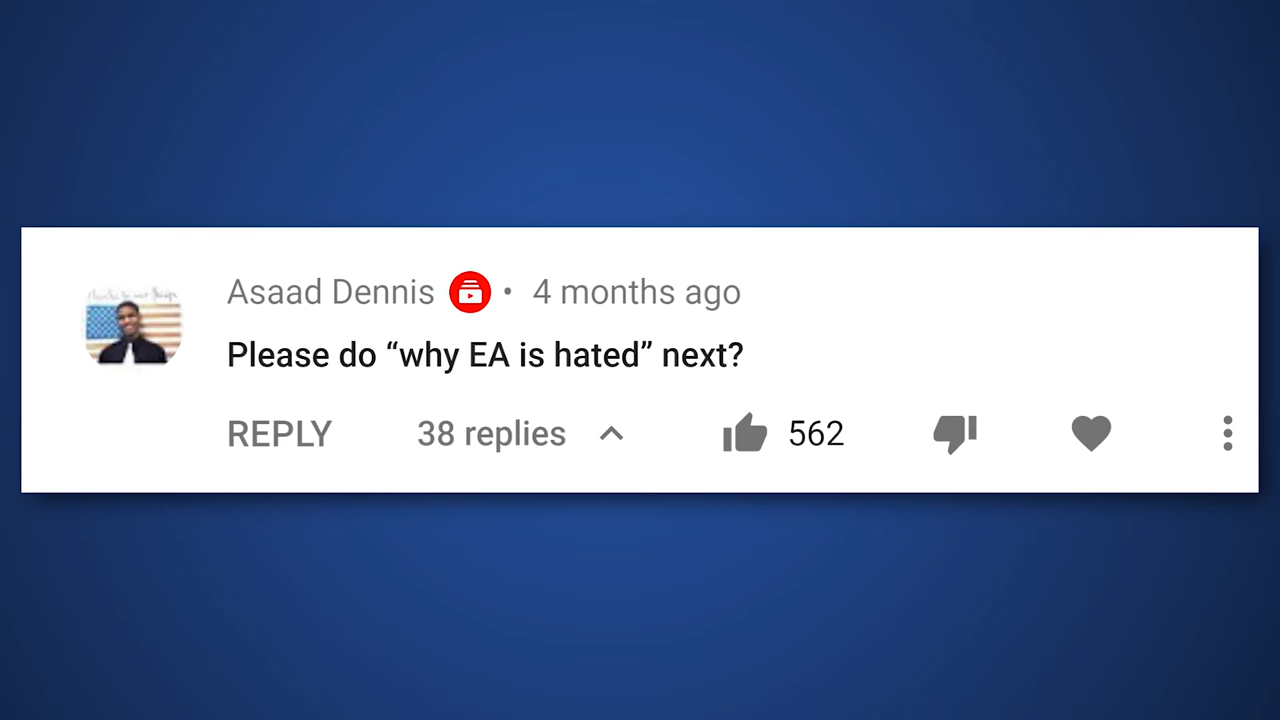 Asaad Dennis • 4 months ago
Please do “why EA is hated” next?
REPLY 38 replies 562